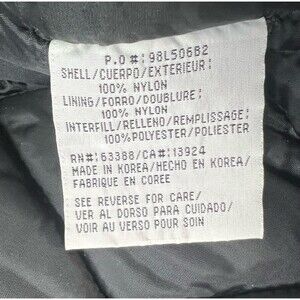 P.O#:98L506B2
SHELL/CUERPO/EXTERIEUR:
100% NYLON
LINING/FORRO/DOUBLURE:
100% NYLON
INTERFILL/RELLENO/REMPLISSAGE:
100%POLYESTER/POLIESTER
RN#:63388/CA#:13924
MADE IN KOREA/HECHO EN KOREA/
FABRIQUE EN COREE
SEE REVERSE FOR CARE/
VER AL DORSO PARA CUIDADO/
VOIR AU VERSO POUR SOIN